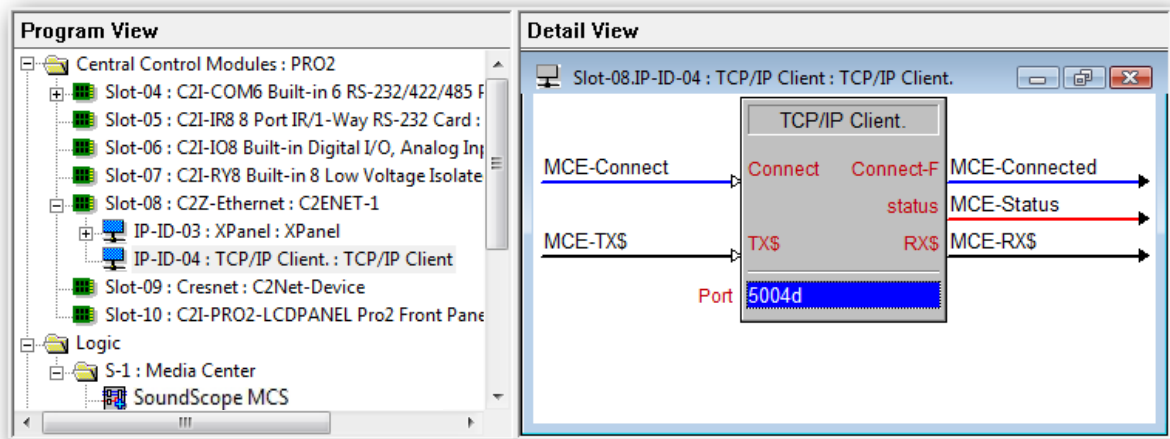 Program View
Central Control Modules : PRO2
Slot-04 : C2I-COM6 Built-in 6 RS-232/422/485
Slot-05 : C2I-IR8 8 Port IR/1-Way RS-232 Card :
Slot-06 : C2I-IO8 Built-in Digital I/O, Analog
Slot-07 : C2I-RY8 Built-in 8 Low Voltage Isolate
Slot-08 : C2Z-Ethernet : C2ENET-1
IP-ID-03 : XPanel : XPanel
IP-ID-04 : TCP/IP Client. : TCP/IP Client
Slot-09 : Cresnet : C2Net-Device
Slot-10 : C2I-PRO2-LCDPANEL Pro2 Front Pane
Logic
S-1 : Media Center
SoundScope MCS
Detail View
Slot-08.IP-ID-04 : TCP/IP Client : TCP/IP Client.
TCP/IP Client.
MCE-Connect Connect Connect-F MCE-Connected
status MCE-Status
MCE-TX$ TX$ RX$ MCE-RX$
Port 5004d